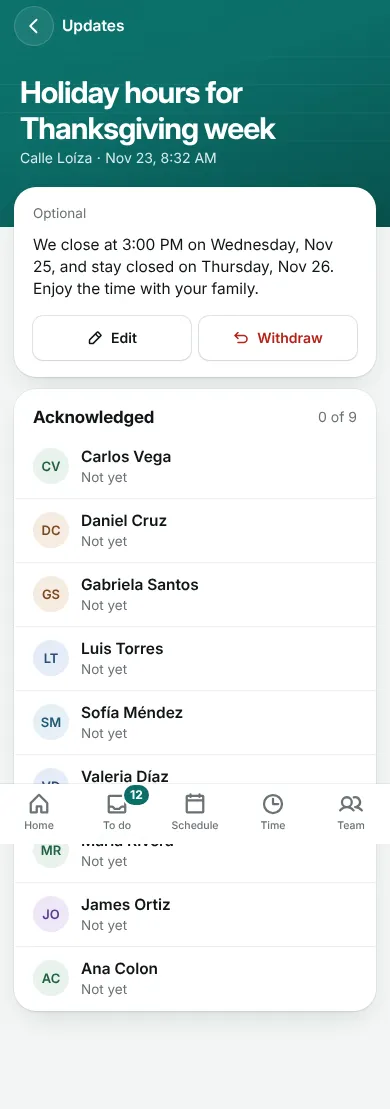 Updates
Holiday hours for
Thanksgiving week
Calle Loíza · Nov 23, 8:32 AM
Optional
We close at 3:00 PM on Wednesday, Nov
25, and stay closed on Thursday, Nov 26.
Enjoy the time with your family.
Edit
Withdraw
Acknowledged
0 of 9
CV
Carlos Vega
Not yet
DC
Daniel Cruz
Not yet
GS
Gabriela Santos
Not yet
LT
Luis Torres
Not yet
SM
Sofía Méndez
Not yet
Valeria Díaz
12
Home
To do
Schedule
Time
Team
MR
Not yet
JO
James Ortiz
Not yet
AC
Ana Colon
Not yet